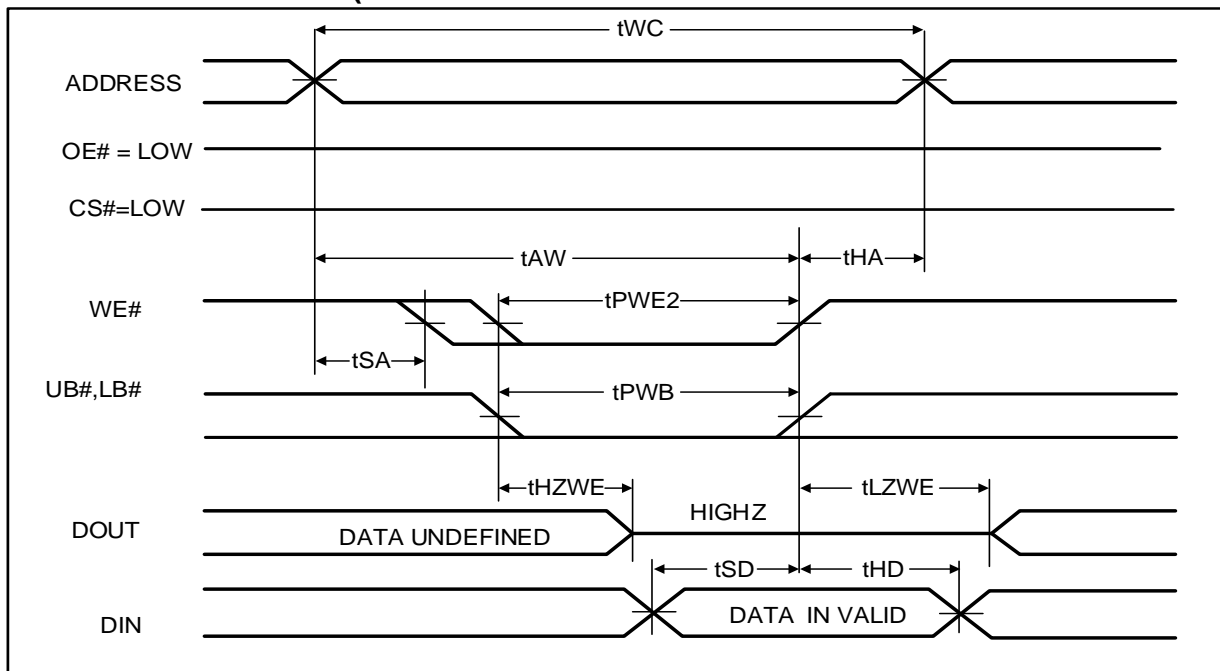 (
tWC
ADDRESS
OE# = LOW
CS#=LOW
tAW
tHA
WE#
tPWE2
tSA
UB#,LB#
tPWB
tHZWE
tLZWE
DOUT
DATA UNDEFINED
HIGHZ
tSD
tHD
DIN
DATA IN VALID